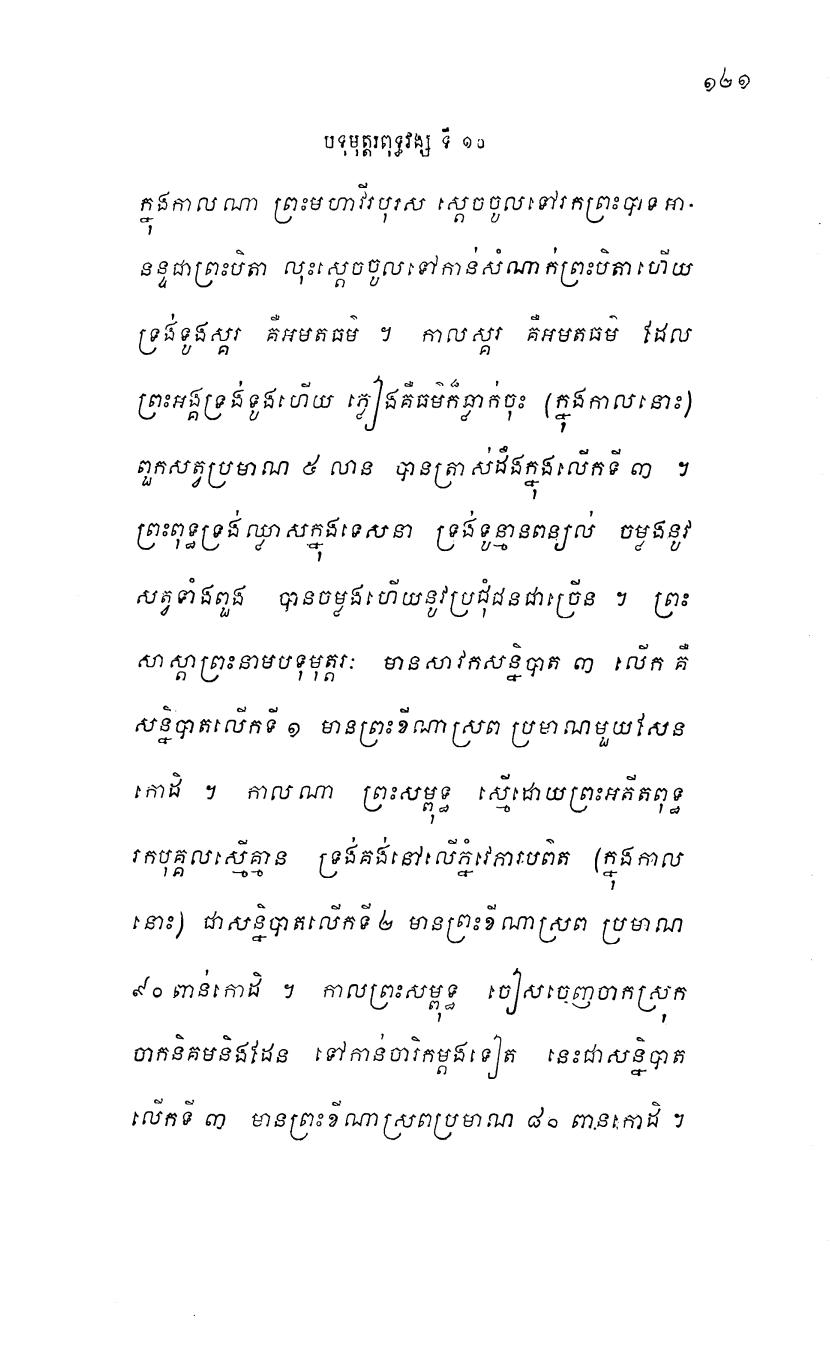 ១២១
បទុមុត្តរពុទ្ធវង្ស ទី ១០
ក្នុងកាលណា ព្រះមហាវីរបុរស ស្តេចចូលទៅរកព្រះបាទអា-
នន្ទជាព្រះបិតា លុះស្តេចចូលទៅកាន់សំណាក់ព្រះបិតាហើយ
ទ្រង់ទូងស្គរ គឺអមតធម៌ ។ កាលស្គរ គឺអមតធម៌ ដែល
ព្រះអង្គទ្រង់ទូងហើយ ភ្លៀងគឺធម៌ក៏ធ្លាក់ចុះ (ក្នុងកាលនោះ)
ពួកសត្វប្រមាណ ៥ លាន បានត្រាស់ដឹងក្នុងលើកទី ៣ ។
ព្រះពុទ្ធទ្រង់ឈ្លាសក្នុងទេសនា ទ្រង់ទូន្មានពន្យល់ ចម្លងនូវ
សត្វទាំងពួង បានចម្លងហើយនូវប្រជុំជនជាច្រើន ។ ព្រះ
សាស្តាព្រះនាមបទុមុត្តរៈ មានសាវកសន្និបាត ៣ លើក គឺ
សន្និបាតលើកទី ១ មានព្រះខីណាស្រព ប្រមាណមួយសែន
កោដិ ។ កាលណា ព្រះសម្ពុទ្ធ ស្មើដោយព្រះអតីតពុទ្ធ
រកបុគ្គលស្មើគ្មាន ទ្រង់គង់នៅលើភ្នំវេភារបពិត (ក្នុងកាល
នោះ) ជាសន្និបាតលើកទី ២ មានព្រះខីណាស្រព ប្រមាណ
៩០ ពាន់កោដិ ។ កាលព្រះសម្ពុទ្ធ ចៀសចេញចាកស្រុក
ចាកនិគមនិងដែន ទៅកាន់ចារិកម្តងទៀត នេះជាសន្និបាត
លើកទី ៣ មានព្រះខីណាស្រពប្រមាណ ៨០ ពាន់កោដិ ។